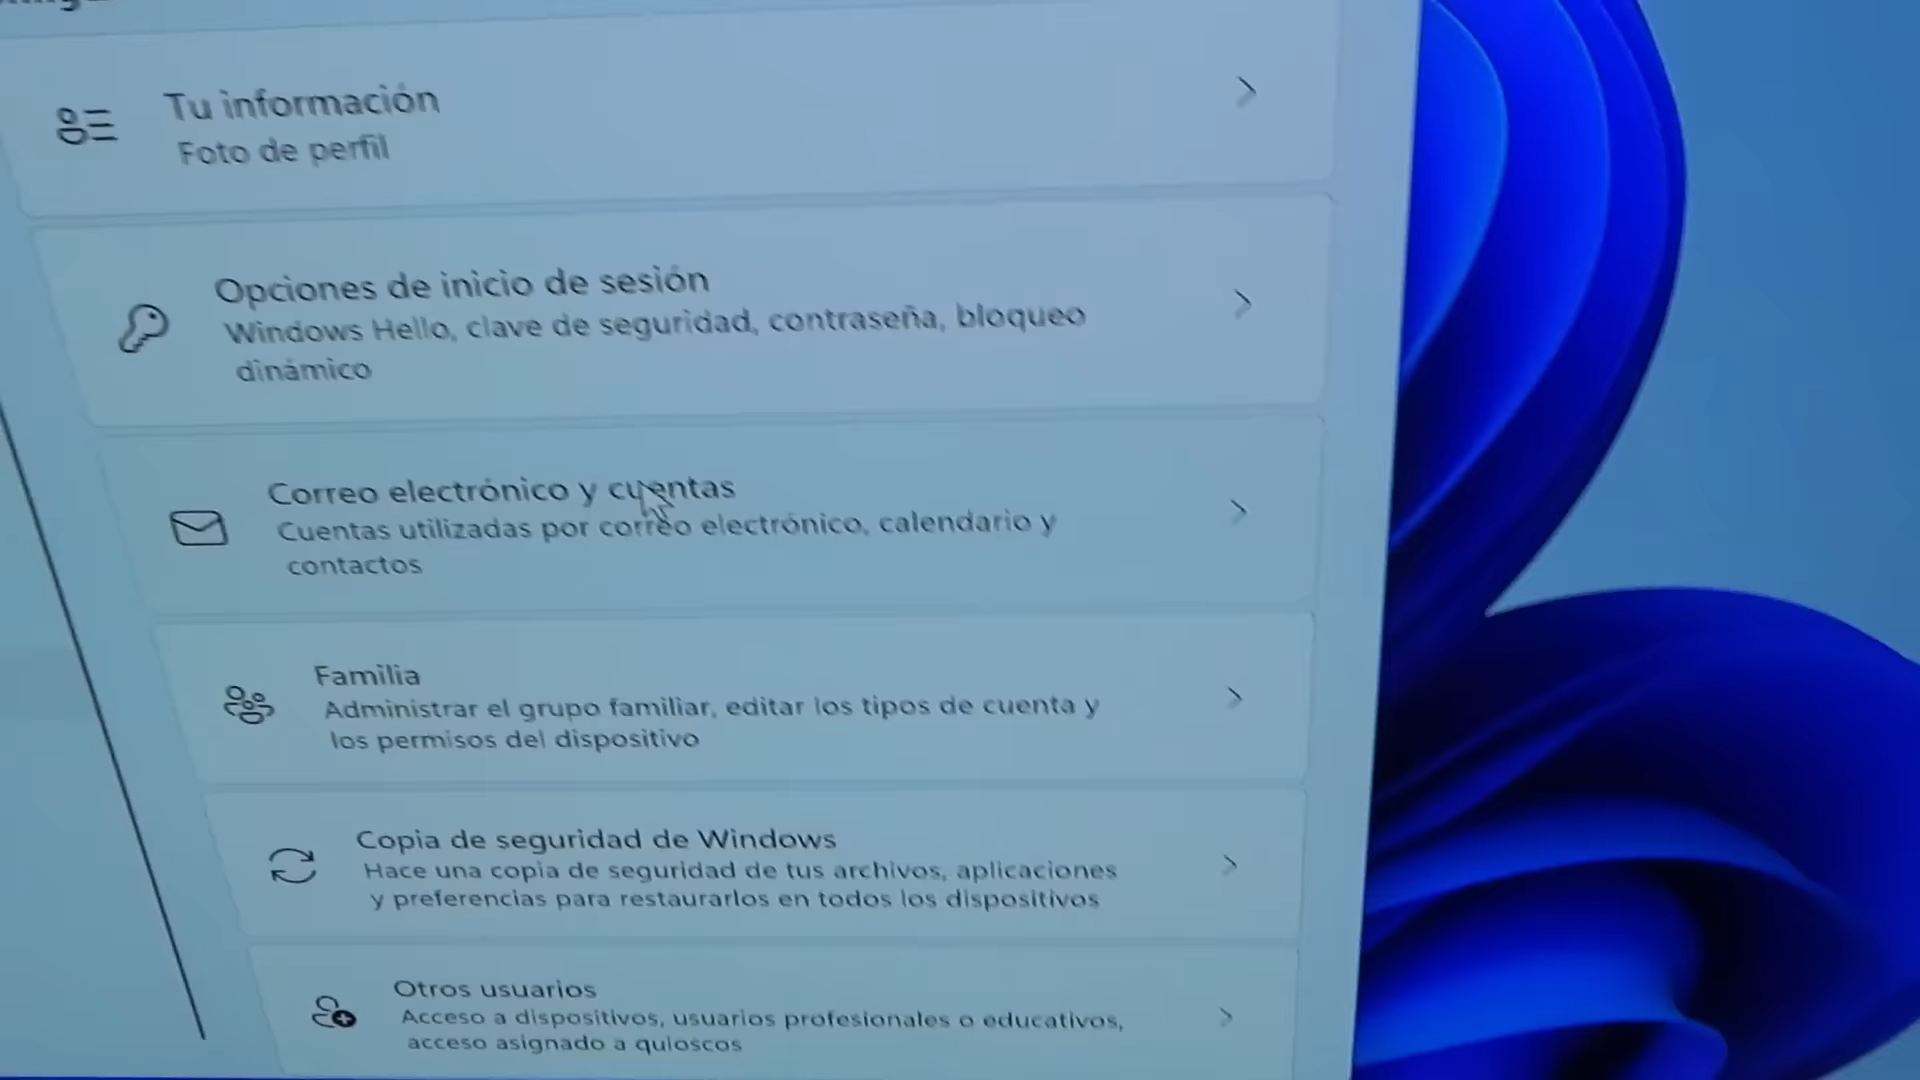 Tu información
Foto de perfil
Opciones de inicio de sesión
Windows Hello, clave de seguridad, contraseña, bloqueo
dinámico
Correo electrónico y cuentas
Cuentas utilizadas por correo electrónico, calendario y
contactos
Familia
Administrar el grupo familiar, editar los tipos de cuenta y
los permisos del dispositivo
Copia de seguridad de Windows
Hace una copia de seguridad de tus archivos, aplicaciones
y preferencias para restaurarlos en todos los dispositivos
Otros usuarios
Acceso a dispositivos, usuarios profesionales o educativos,
acceso asignado a quioscos